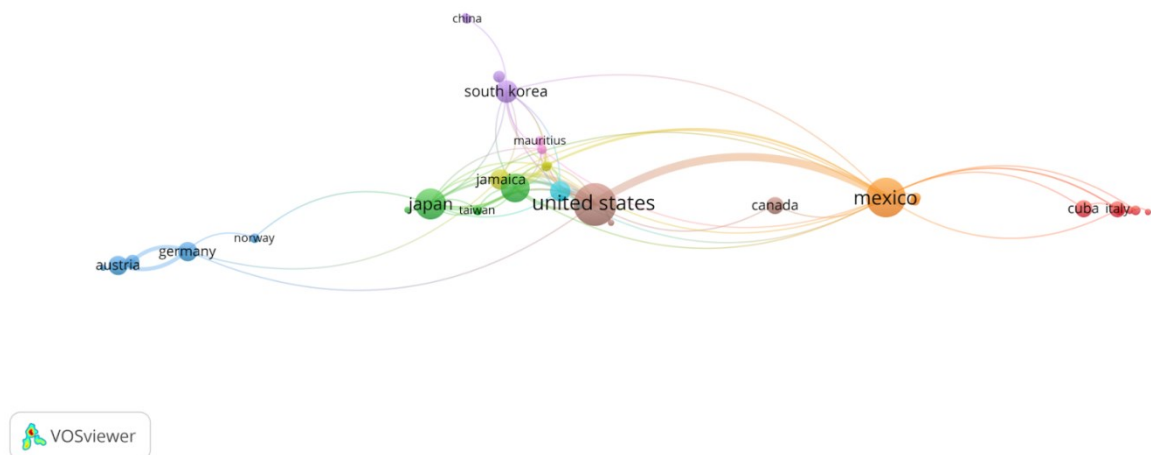 china
south korea
mauritius
jamaica
japan
taiwan
united states
canada
mexico
cuba
italy
norway
germany
austria
VOSviewer